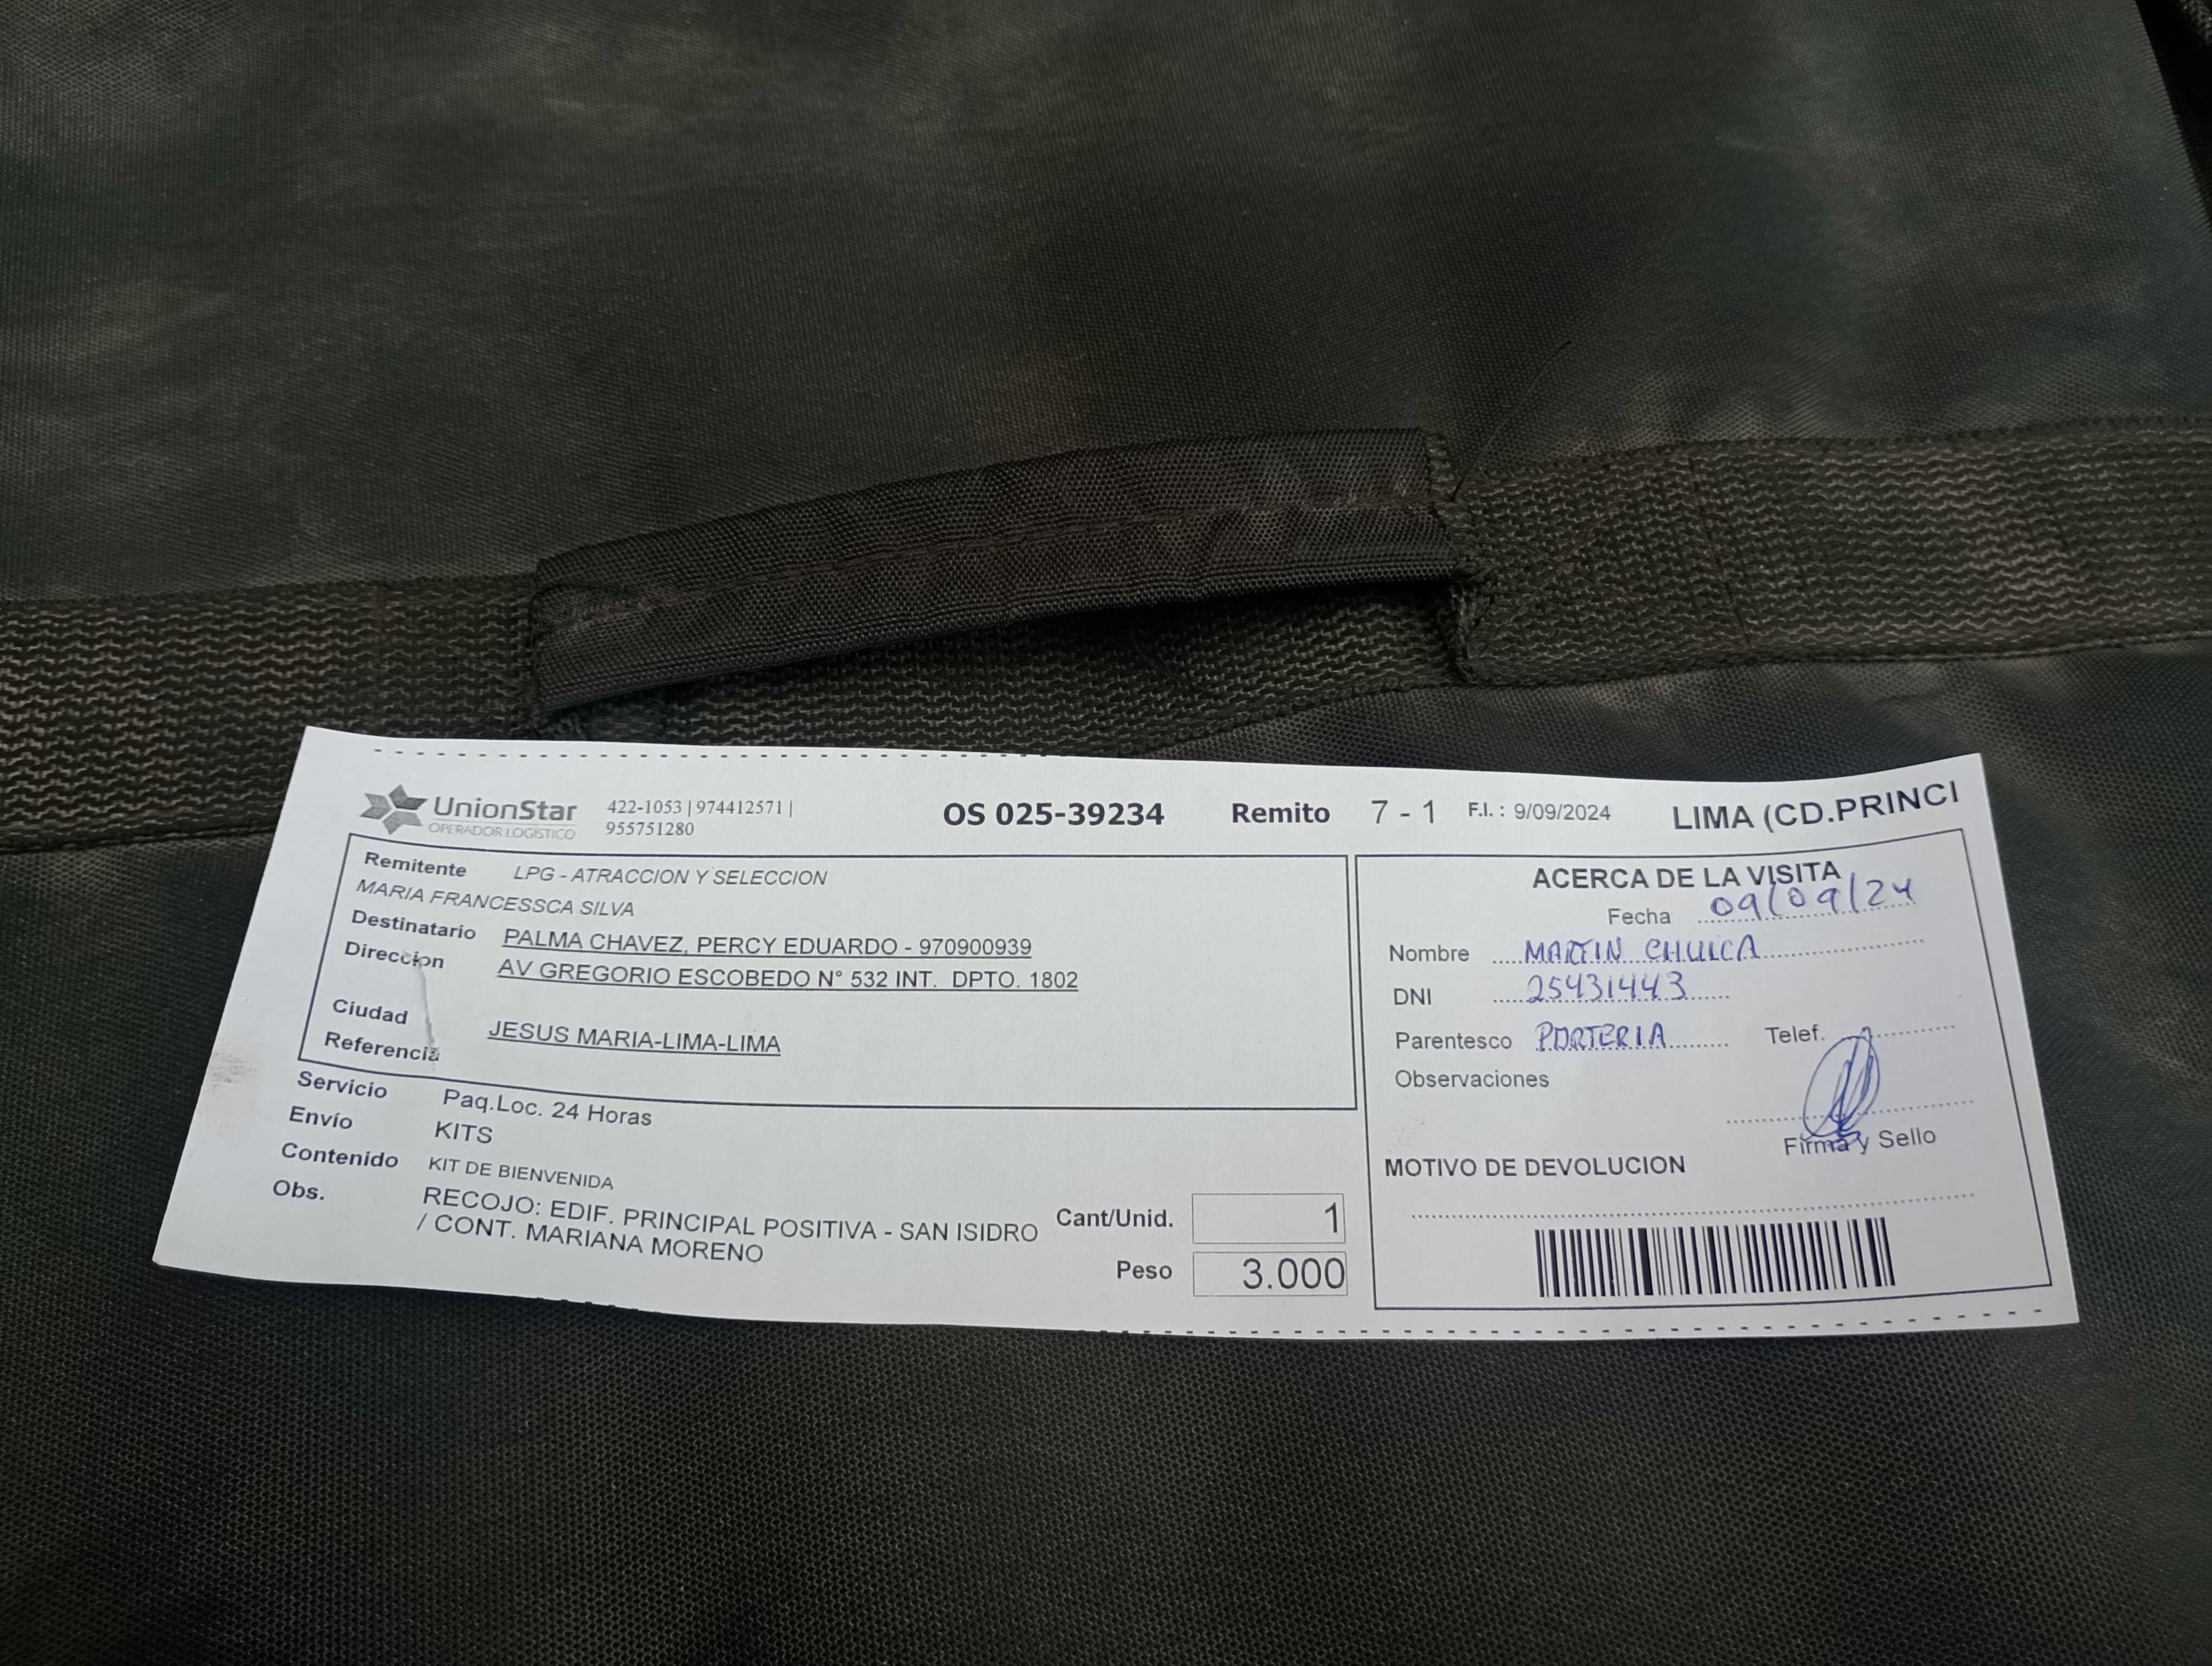 UnionStar
OPERADOR LOGÍSTICO
422-1053 | 974412571 |
955751280
OS 025-39234 Remito 7 - 1 F.I. : 9/09/2024 LIMA (CD.PRINCI
Remitente LPG - ATRACCION Y SELECCION
MARIA FRANCESSCA SILVA
Destinatario PALMA CHAVEZ, PERCY EDUARDO - 970900939
Direccion AV GREGORIO ESCOBEDO N° 532 INT. DPTO. 1802
Ciudad JESUS MARIA-LIMA-LIMA
Referencia
Servicio Paq.Loc. 24 Horas
Envío KITS
Contenido KIT DE BIENVENIDA
Obs. RECOJO: EDIF. PRINCIPAL POSITIVA - SAN ISIDRO
/ CONT. MARIANA MORENO
Cant/Unid. 1
Peso 3.000
ACERCA DE LA VISITA
Fecha 09/09/24
Nombre MARTIN CHULCA
DNI 25431443
Parentesco PORTERIA Telef.
Observaciones
Firma y Sello
MOTIVO DE DEVOLUCION